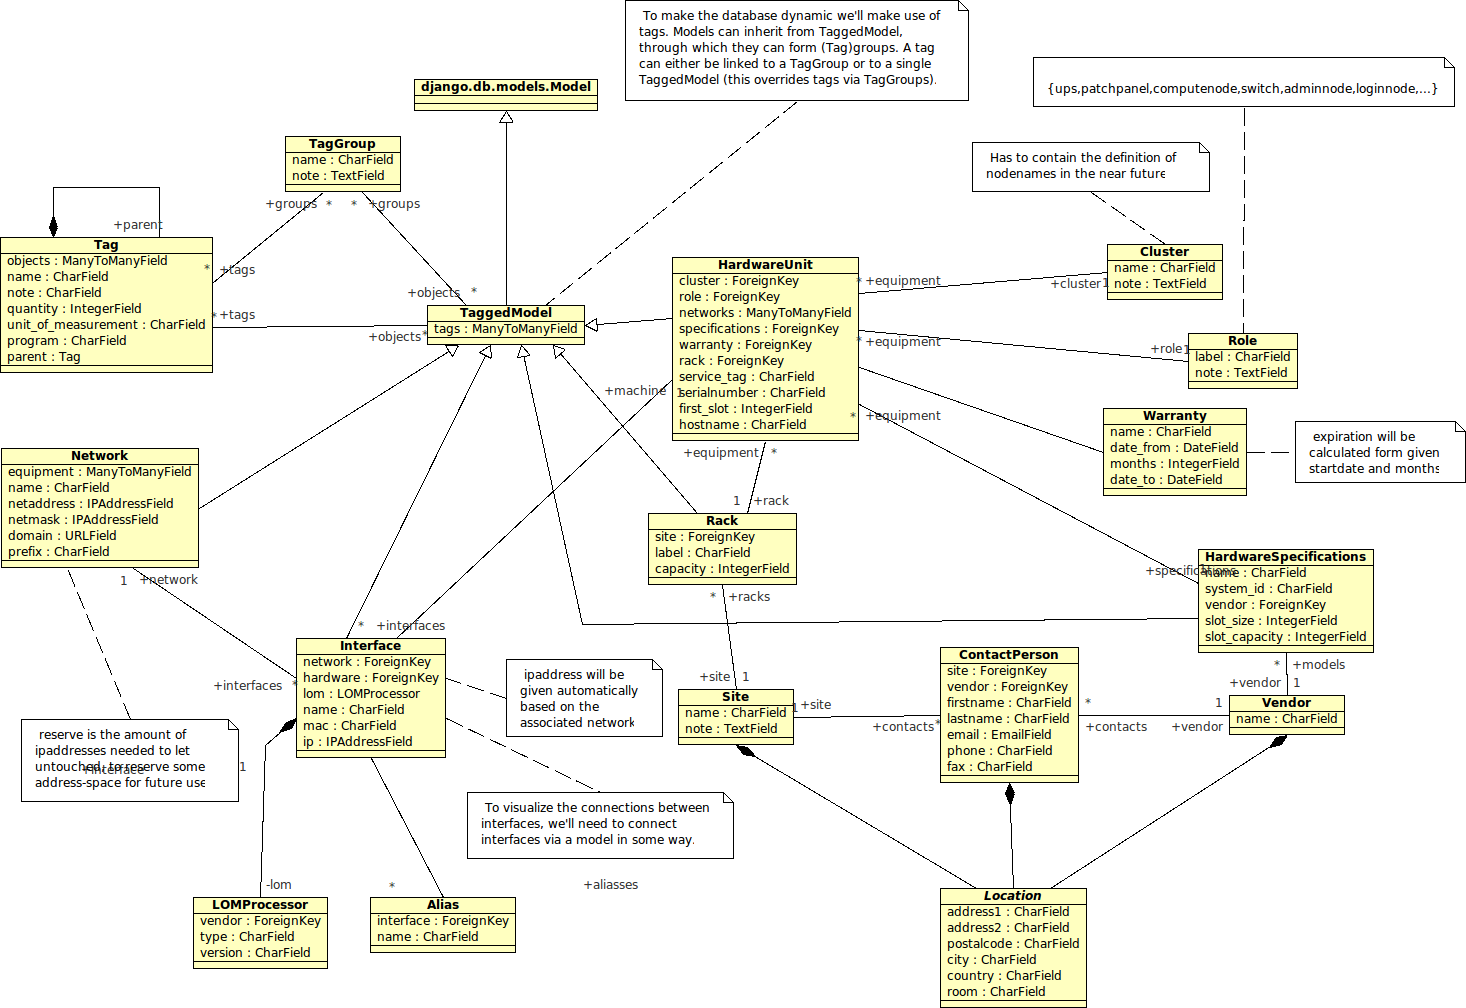 To make the database dynamic we'll make use of
tags. Models can inherit from TaggedModel,
through which they can form (Tag)groups. A tag
can either be linked to a TagGroup or to a single
TaggedModel (this overrides tags via TagGroups).
{ups,patchpanel,computenode,switch,adminnode,loginnode,...}
django.db.models.Model
TagGroup
name : CharField
note : TextField
Has to contain the definition of
nodenames in the near future
+groups * * +groups
+parent
Tag
objects : ManyToManyField
name : CharField
note : CharField
quantity : IntegerField
unit_of_measurement : CharField
program : CharField
parent : Tag
* +tags
* +tags
+objects *
+objects *
TaggedModel
tags : ManyToManyField
HardwareUnit
cluster : ForeignKey
role : ForeignKey
networks : ManyToManyField
specifications : ForeignKey
warranty : ForeignKey
rack : ForeignKey
service_tag : CharField
serialnumber : CharField
first_slot : IntegerField
hostname : CharField
* +equipment
+cluster 1
Cluster
name : CharField
note : TextField
* +equipment
+role 1
Role
label : CharField
note : TextField
+machine 1
* +equipment
Warranty
name : CharField
date_from : DateField
months : IntegerField
date_to : DateField
expiration will be
calculated form given
startdate and months
+equipment *
1 +rack
Network
equipment : ManyToManyField
name : CharField
netaddress : IPAddressField
netmask : IPAddressField
domain : URLField
prefix : CharField
Rack
site : ForeignKey
label : CharField
capacity : IntegerField
+specifications
1
HardwareSpecifications
name : CharField
system_id : CharField
vendor : ForeignKey
slot_size : IntegerField
slot_capacity : IntegerField
1 +network
* +racks
* +interfaces
Interface
network : ForeignKey
hardware : ForeignKey
lom : LOMProcessor
name : CharField
mac : CharField
ip : IPAddressField
+interfaces *
ipaddress will be
given automatically
based on the
associated network
+site 1
Site
name : CharField
note : TextField
1 +site
+contacts *
ContactPerson
site : ForeignKey
vendor : ForeignKey
firstname : CharField
lastname : CharField
email : EmailField
phone : CharField
fax : CharField
* +models
+vendor 1
* 1
+contacts +vendor
Vendor
name : CharField
reserve is the amount of
ipaddresses needed to let
untouched, to reserve some
address-space for future use
+interface
1
To visualize the connections between
interfaces, we'll need to connect
interfaces via a model in some way.
-lom
* +aliasses
LOMProcessor
vendor : ForeignKey
type : CharField
version : CharField
Alias
interface : ForeignKey
name : CharField
Location
address1 : CharField
address2 : CharField
postalcode : CharField
city : CharField
country : CharField
room : CharField